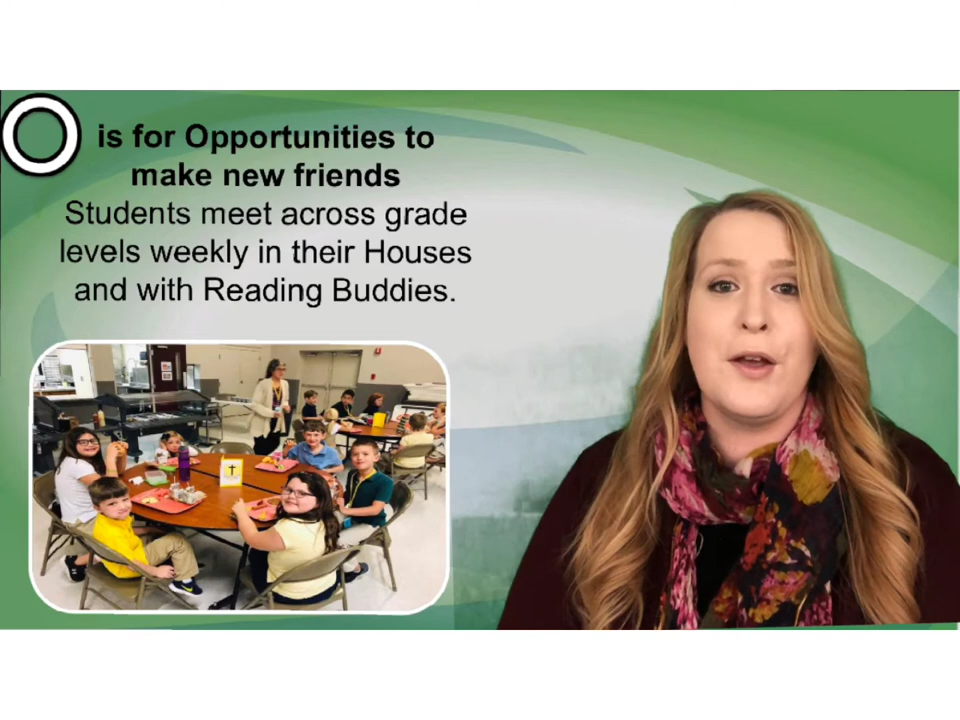 O is for Opportunities to
make new friends
Students meet across grade
levels weekly in their Houses
and with Reading Buddies.